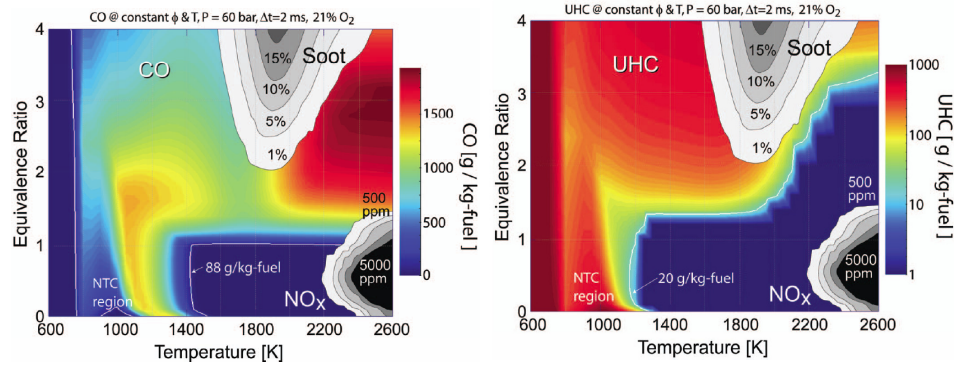 CO @ constant ϕ & T, P = 60 bar, Δt=2 ms, 21% O₂
4
3
2
1
0
Equivalence Ratio
CO
Soot
15%
10%
5%
1%
500
ppm
5000
ppm
NOₓ
88 g/kg-fuel
NTC
region
600 1000 1400 1800 2200 2600
Temperature [K]
1500
1000
500
0
CO [g / kg-fuel ]
UHC @ constant ϕ & T, P = 60 bar, Δt=2 ms, 21% O₂
4
3
2
1
0
Equivalence Ratio
UHC
Soot
15%
10%
5%
1%
500
ppm
5000
ppm
NOₓ
20 g/kg-fuel
NTC
region
600 1000 1400 1800 2200 2600
Temperature [K]
1000
100
10
1
UHC [g / kg-fuel]